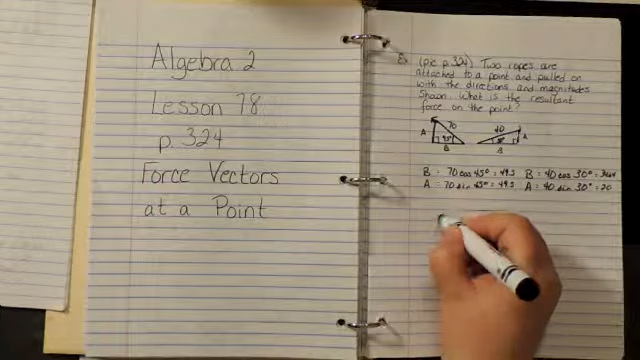 Algebra 2
Lesson 78
p. 324
Force Vectors
at a Point
(pic p.324) Two ropes are
attached to a point and pulled on
with the directions and magnitudes
shown. What is the resultant
force on the point?
70 40
A A
45° 30°
B B
B = 70 cos 45° = 49.5 B = 40 cos 30° =
A = 70 sin 45° = 49.5 A = 40 sin 30° = 20